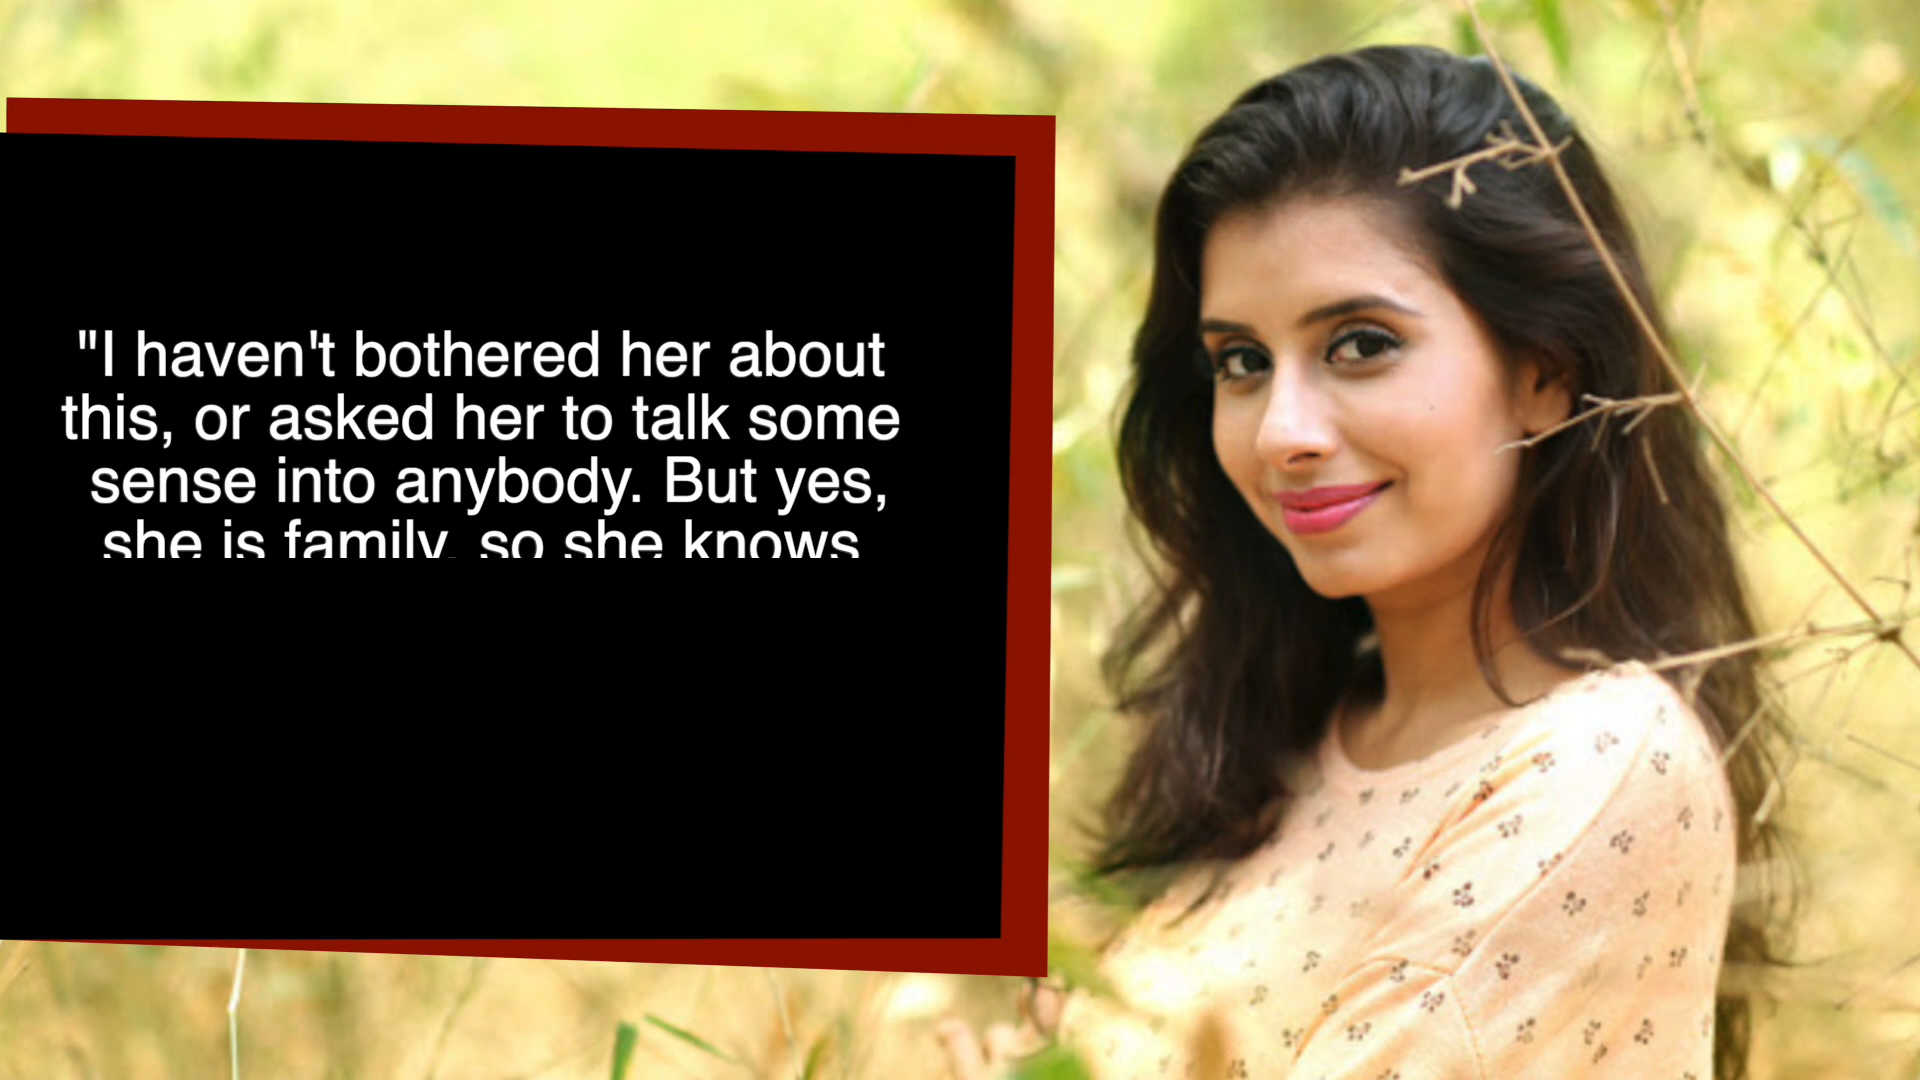 "I haven't bothered her about
this, or asked her to talk some
sense into anybody. But yes,
she is family, so she knows